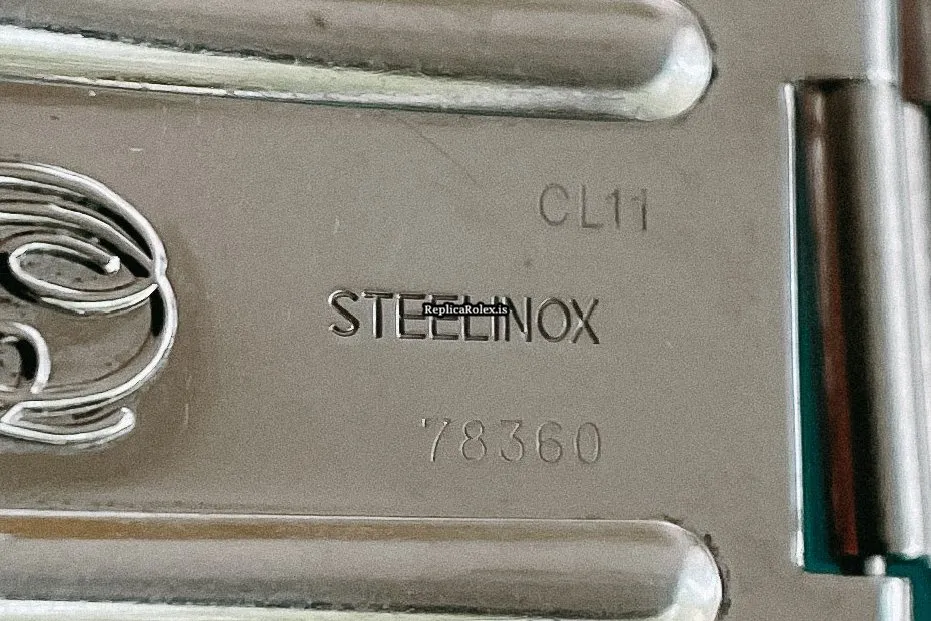 CL11
STEELINOX
ReplicaRolex.is
78360